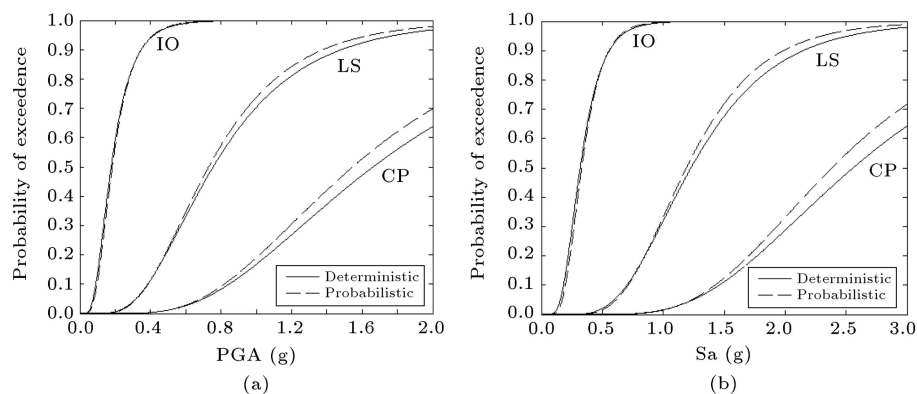 1.0
0.9
0.8
0.7
0.6
0.5
0.4
0.3
0.2
0.1
0.0
Probability of exceedence
IO
LS
CP
Deterministic
Probabilistic
0.0 0.4 0.8 1.2 1.6 2.0
PGA (g)
(a)
1.0
0.9
0.8
0.7
0.6
0.5
0.4
0.3
0.2
0.1
0.0
Probability of exceedence
IO
LS
CP
Deterministic
Probabilistic
0.0 0.5 1.0 1.5 2.0 2.5 3.0
Sa (g)
(b)